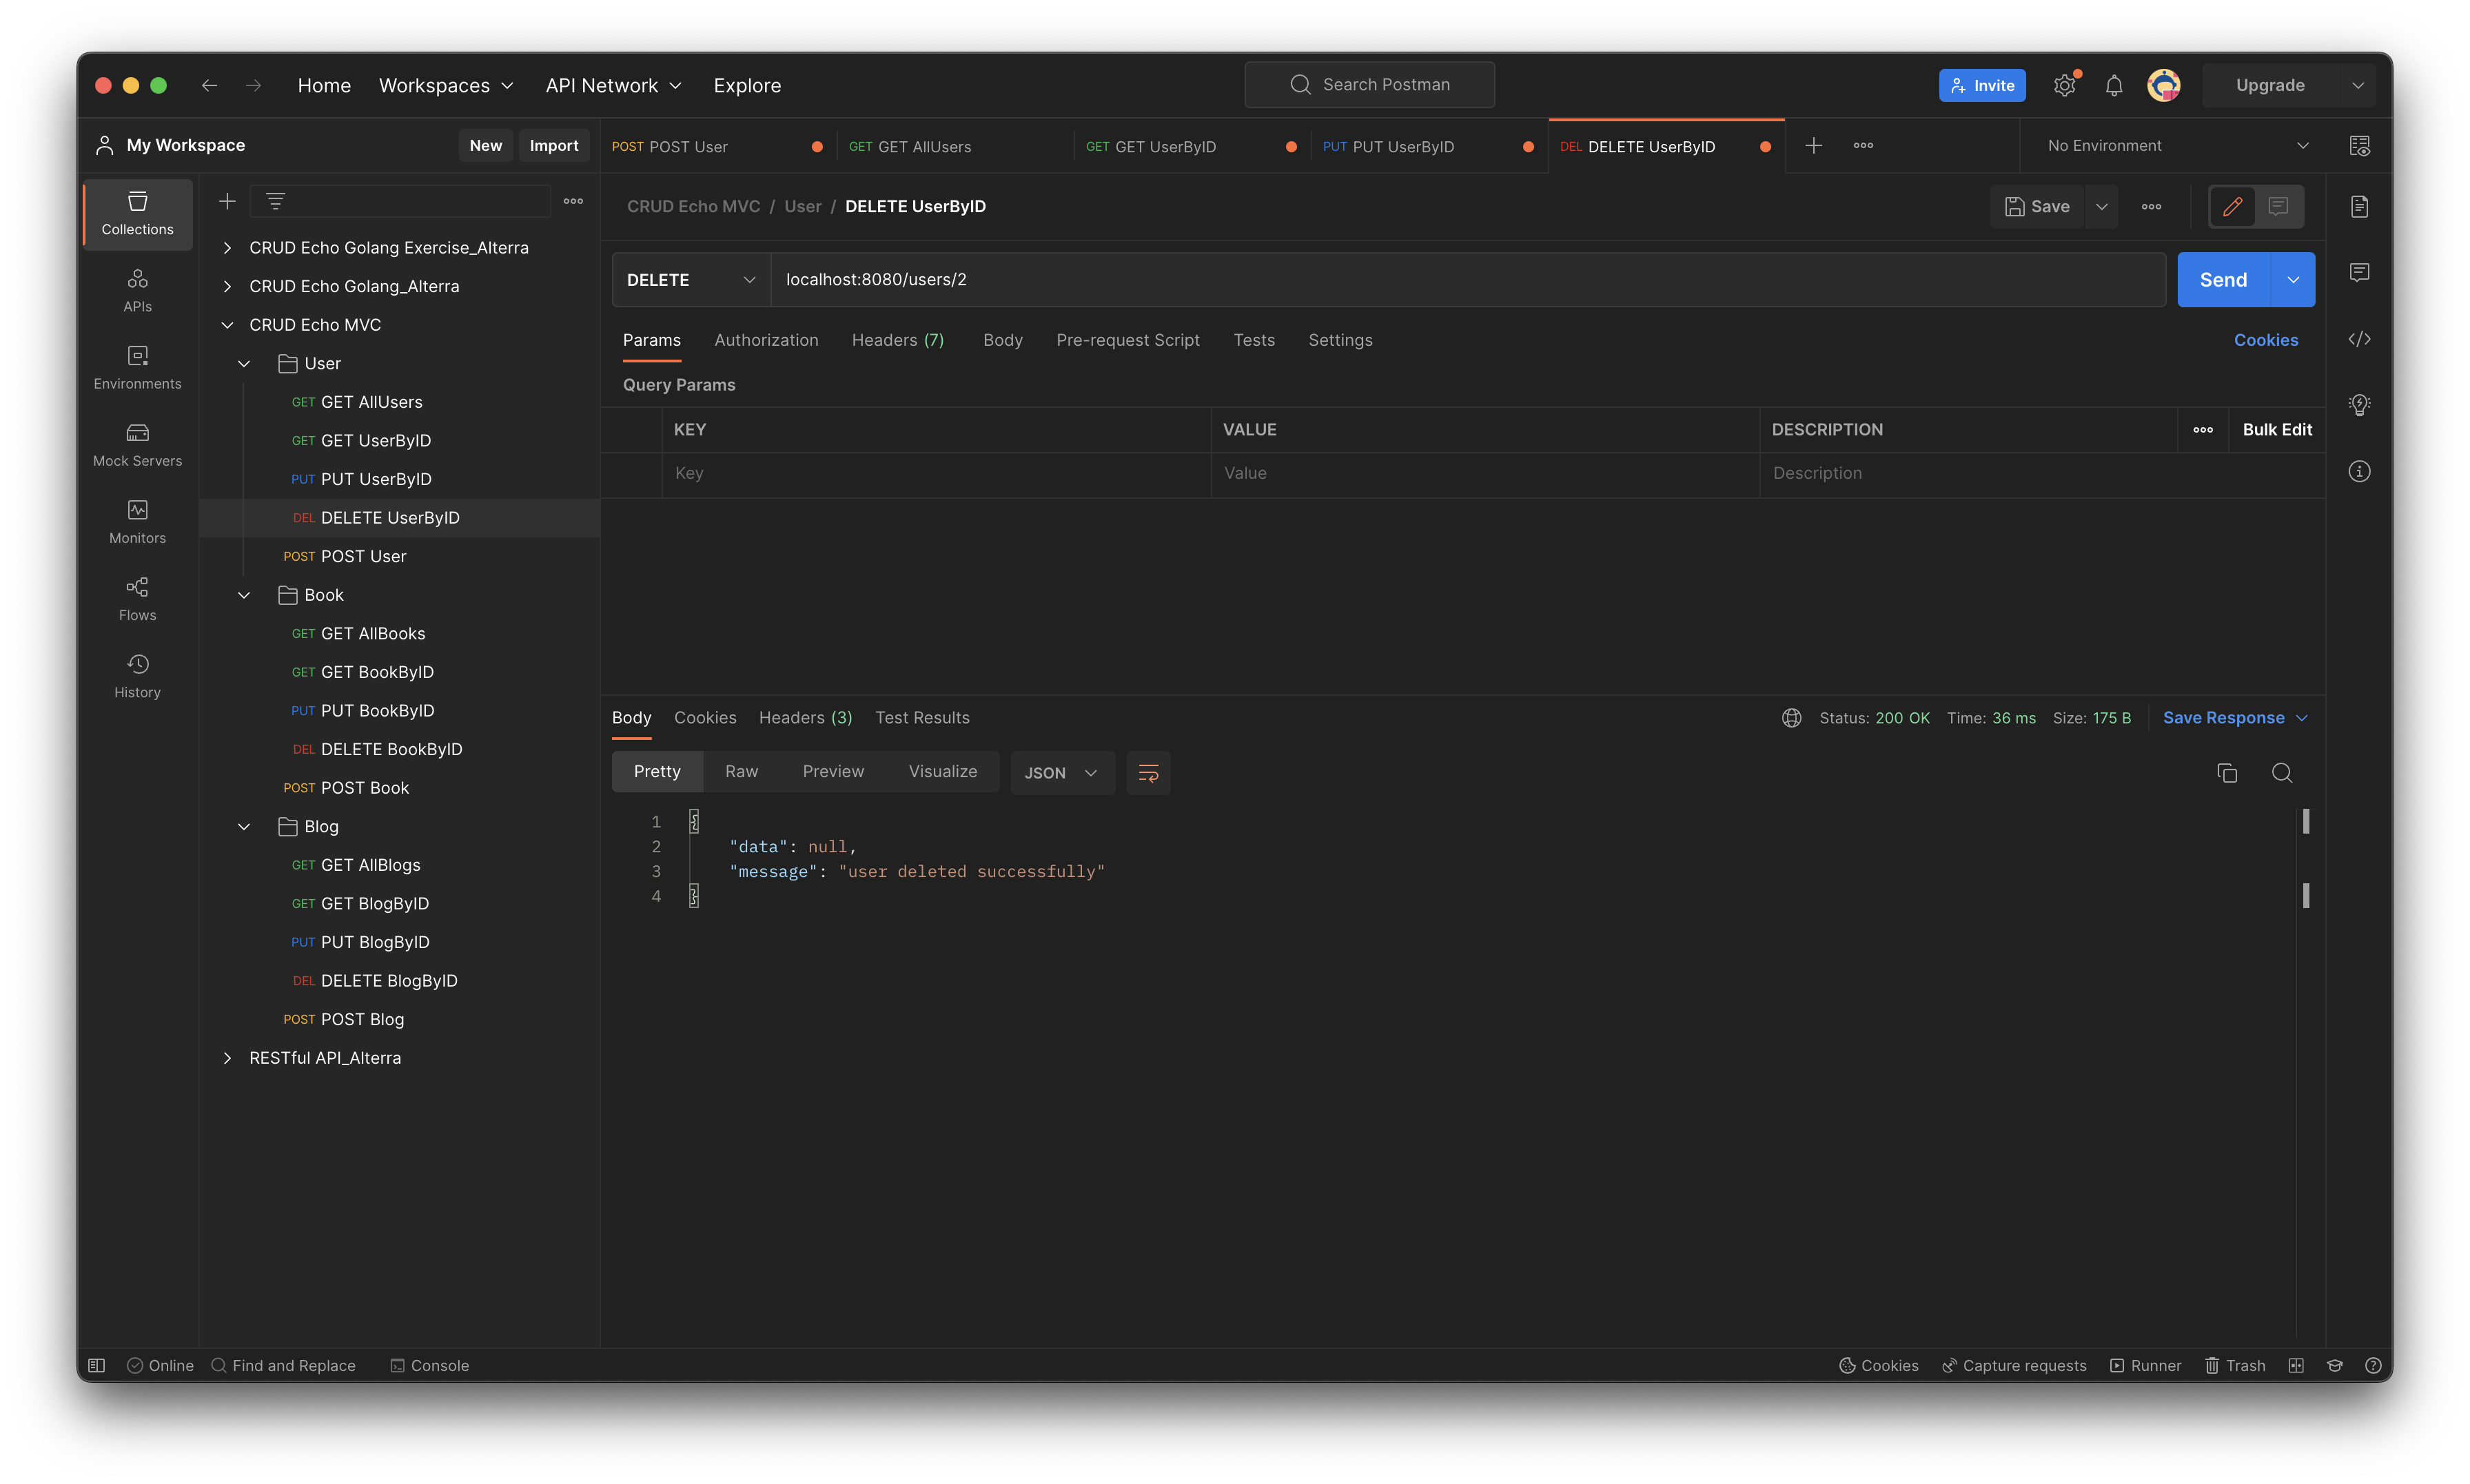 Home Workspaces API Network Explore Search Postman Invite Upgrade
My Workspace New Import
POST POST User GET GET AllUsers GET GET UserByID PUT PUT UserByID DEL DELETE UserByID No Environment
Collections
APIs
Environments
Mock Servers
Monitors
Flows
History
CRUD Echo Golang Exercise_Alterra
CRUD Echo Golang_Alterra
CRUD Echo MVC
User
GET GET AllUsers
GET GET UserByID
PUT PUT UserByID
DEL DELETE UserByID
POST POST User
Book
GET GET AllBooks
GET GET BookByID
PUT PUT BookByID
DEL DELETE BookByID
POST POST Book
Blog
GET GET AllBlogs
GET GET BlogByID
PUT PUT BlogByID
DEL DELETE BlogByID
POST POST Blog
RESTful API_Alterra
CRUD Echo MVC / User / DELETE UserByID Save
DELETE localhost:8080/users/2 Send
Params Authorization Headers (7) Body Pre-request Script Tests Settings Cookies
Query Params
KEY VALUE DESCRIPTION Bulk Edit
Key Value Description
Body Cookies Headers (3) Test Results Status: 200 OK Time: 36 ms Size: 175 B Save Response
Pretty Raw Preview Visualize JSON
1 {
2 "data": null,
3 "message": "user deleted successfully"
4 }
Online Find and Replace Console Cookies Capture requests Runner Trash